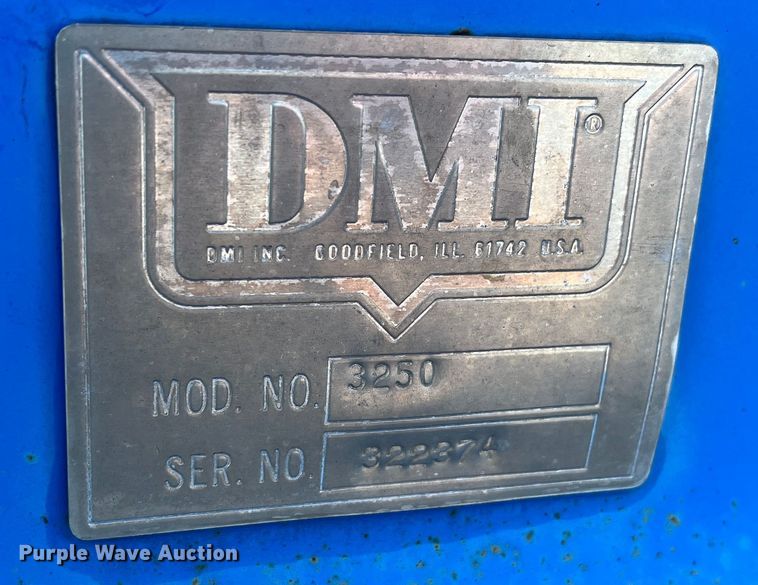 DMI®
DMI INC. GOODFIELD, ILL. 61742 U.S.A.
MOD. NO. 3250
SER. NO. 322374
Purple Wave Auction